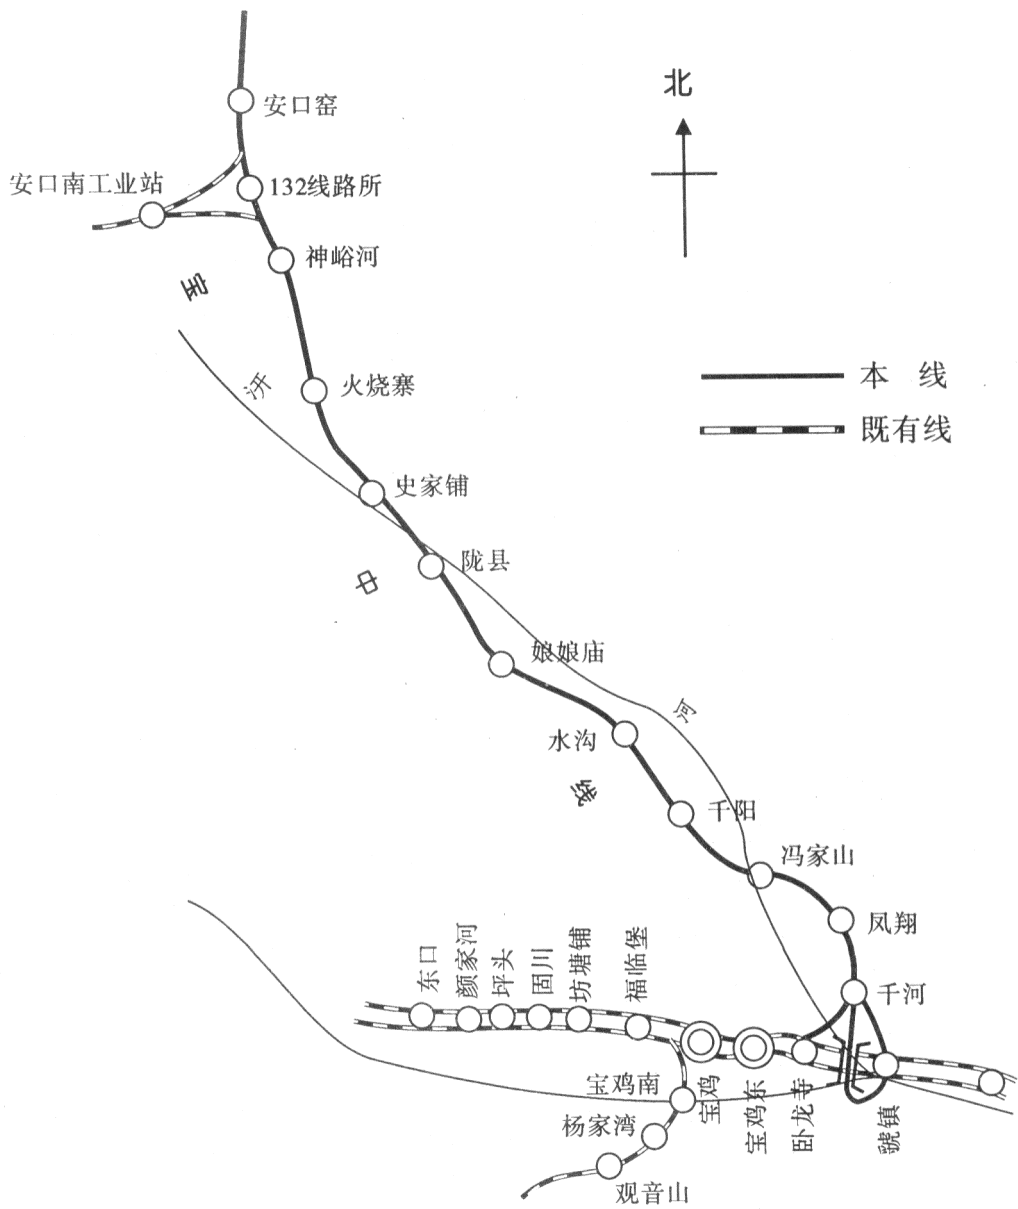 北
安口窑
安口南工业站
132线路所
神峪河
宝
中
线
汧
河
火烧寨
本 线
既有线
史家铺
陇县
娘娘庙
水沟
千阳
冯家山
凤翔
千河
东口
颜家河
坪头
固川
坊塘铺
福临堡
宝鸡南
宝鸡
宝鸡东
卧龙寺
虢镇
杨家湾
观音山